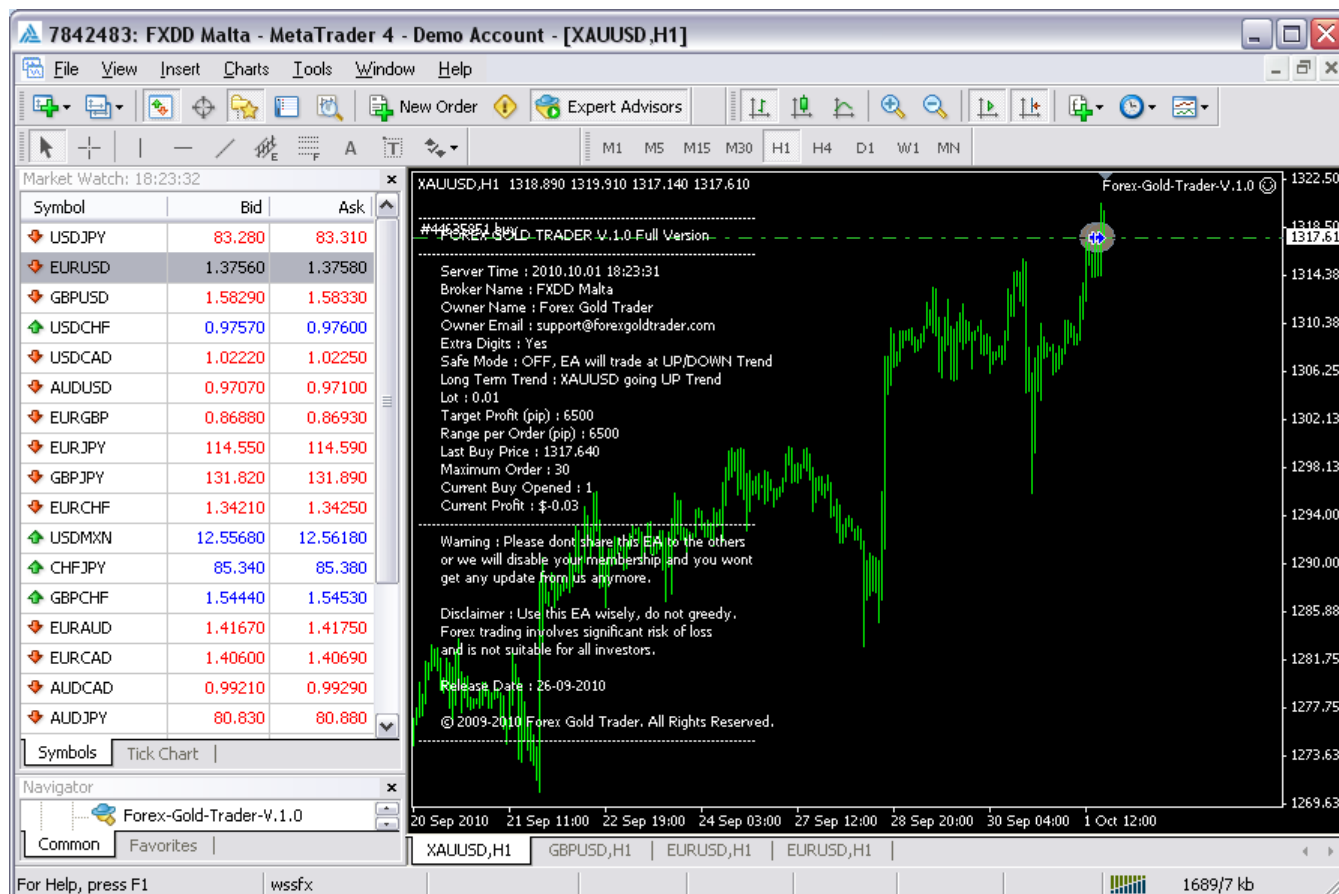 7842483: FXDD Malta - MetaTrader 4 - Demo Account - [XAUUSD,H1]
File View Insert Charts Tools Window Help
New Order Expert Advisors
E F A T M1 M5 M15 M30 H1 H4 D1 W1 MN
Market Watch: 18:23:32
Symbol Bid Ask
USDJPY 83.280 83.310
EURUSD 1.37560 1.37580
GBPUSD 1.58290 1.58330
USDCHF 0.97570 0.97600
USDCAD 1.02220 1.02250
AUDUSD 0.97070 0.97100
EURGBP 0.86880 0.86930
EURJPY 114.550 114.590
GBPJPY 131.820 131.890
EURCHF 1.34210 1.34250
USDMXN 12.55680 12.56180
CHFJPY 85.340 85.380
GBPCHF 1.54440 1.54530
EURAUD 1.41670 1.41750
EURCAD 1.40600 1.40690
AUDCAD 0.99210 0.99290
AUDJPY 80.830 80.880
Symbols Tick Chart
Navigator
Forex-Gold-Trader-V.1.0
Common Favorites
XAUUSD,H1 1318.890 1319.910 1317.140 1317.610
Forex-Gold-Trader-V.1.0
#44635851 buy
FOREX GOLD TRADER V.1.0 Full Version
Server Time : 2010.10.01 18:23:31
Broker Name : FXDD Malta
Owner Name : Forex Gold Trader
Owner Email : support@forexgoldtrader.com
Extra Digits : Yes
Safe Mode : OFF, EA will trade at UP/DOWN Trend
Long Term Trend : XAUUSD going UP Trend
Lot : 0.01
Target Profit (pip) : 6500
Range per Order (pip) : 6500
Last Buy Price : 1317.640
Maximum Order : 30
Current Buy Opened : 1
Current Profit : $-0.03
Warning : Please dont share this EA to the others
or we will disable your membership and you wont
get any update from us anymore.
Disclaimer : Use this EA wisely, do not greedy.
Forex trading involves significant risk of loss
and is not suitable for all investors.
Release Date : 26-09-2010
© 2009-2010 Forex Gold Trader. All Rights Reserved.
1322.50
1318.50
1317.61
1314.38
1310.38
1306.25
1302.13
1298.13
1294.00
1290.00
1285.88
1281.75
1277.75
1273.63
1269.63
20 Sep 2010 21 Sep 11:00 22 Sep 19:00 24 Sep 03:00 27 Sep 12:00 28 Sep 20:00 30 Sep 04:00 1 Oct 12:00
XAUUSD,H1 GBPUSD,H1 EURUSD,H1 EURUSD,H1
For Help, press F1 wssfx 1689/7 kb